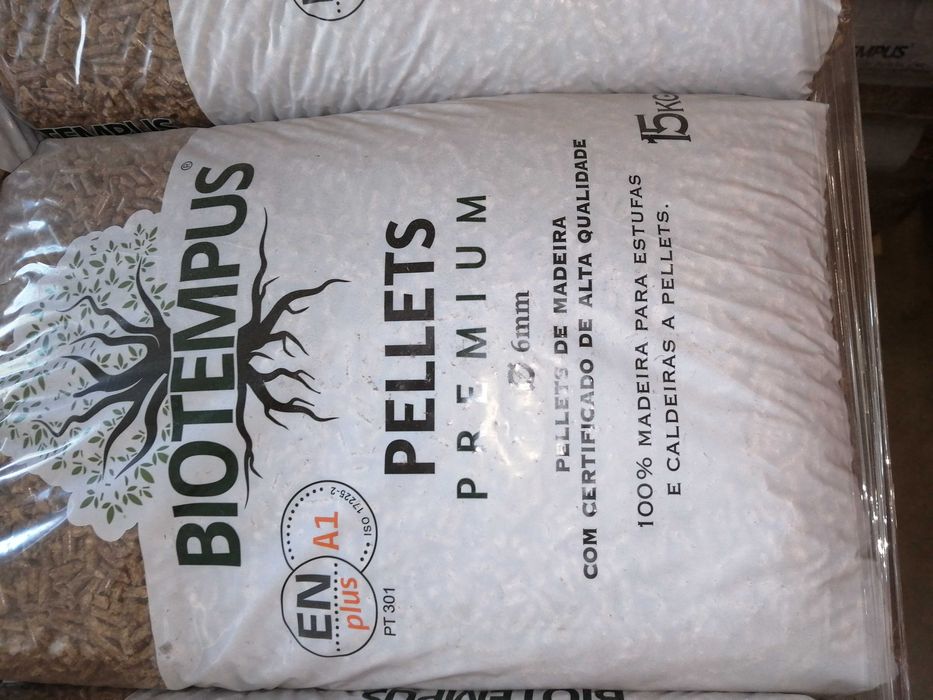 BIOTEMPUS®
EN
plus
A1
ISO 17225-2
PT 301
PELLETS
PREMIUM
Ø 6mm
PELLETS DE MADEIRA
COM CERTIFICADO DE ALTA QUALIDADE
100% MADEIRA PARA ESTUFAS
E CALDEIRAS A PELLETS.
15KG
BIOTEMPUS